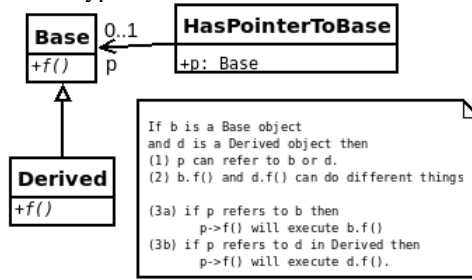 Base
+f()
0..1
p
HasPointerToBase
+p: Base
Derived
+f()
If b is a Base object
and d is a Derived object then
(1) p can refer to b or d.
(2) b.f() and d.f() can do different things
(3a) if p refers to b then
p->f() will execute b.f()
(3b) if p refers to d in Derived then
p->f() will execute d.f().